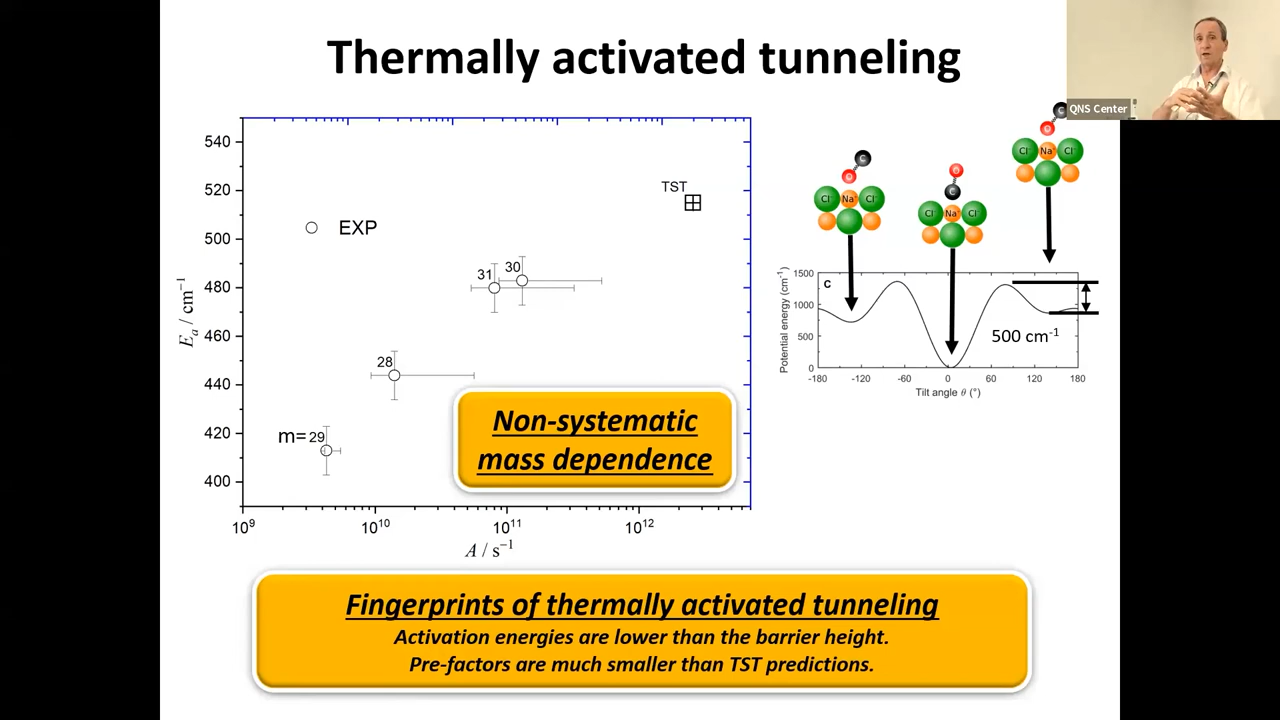 Thermally activated tunneling
QNS Center
540
520
500
480
460
440
420
400
Ea / cm⁻¹
TST
EXP
31
30
28
m=29
10⁹
10¹⁰
10¹¹
10¹²
A / s⁻¹
Non-systematic
mass dependence
C
O
Cl⁻ Na⁺ Cl⁻
O
C
Cl⁻ Na⁺ Cl⁻
C
O
Cl⁻ Na⁺ Cl⁻
Potential energy (cm⁻¹)
1500
1000
500
0
c
500 cm⁻¹
-180 -120 -60 0 60 120 180
Tilt angle θ (°)
Fingerprints of thermally activated tunneling
Activation energies are lower than the barrier height.
Pre-factors are much smaller than TST predictions.